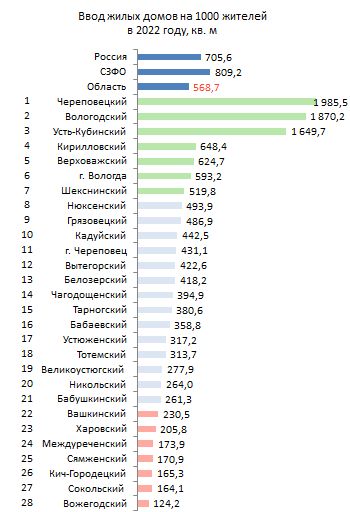 Ввод жилых домов на 1000 жителей
в 2022 году, кв. м
Россия 705,6
СЗФО 809,2
Область 568,7
1 Череповецкий 1 985,5
2 Вологодский 1 870,2
3 Усть-Кубинский 1 649,7
4 Кирилловский 648,4
5 Верховажский 624,7
6 г. Вологда 593,2
7 Шекснинский 519,8
8 Нюксенский 493,9
9 Грязовецкий 486,9
10 Кадуйский 442,5
11 г. Череповец 431,1
12 Вытегорский 422,6
13 Белозерский 418,2
14 Чагодощенский 394,9
15 Тарногский 380,6
16 Бабаевский 358,8
17 Устюженский 317,2
18 Тотемский 313,7
19 Великоустюгский 277,9
20 Никольский 264,0
21 Бабушкинский 261,3
22 Вашкинский 230,5
23 Харовский 205,8
24 Междуреченский 173,9
25 Сямженский 170,9
26 Кич-Городецкий 165,3
27 Сокольский 164,1
28 Вожегодский 124,2